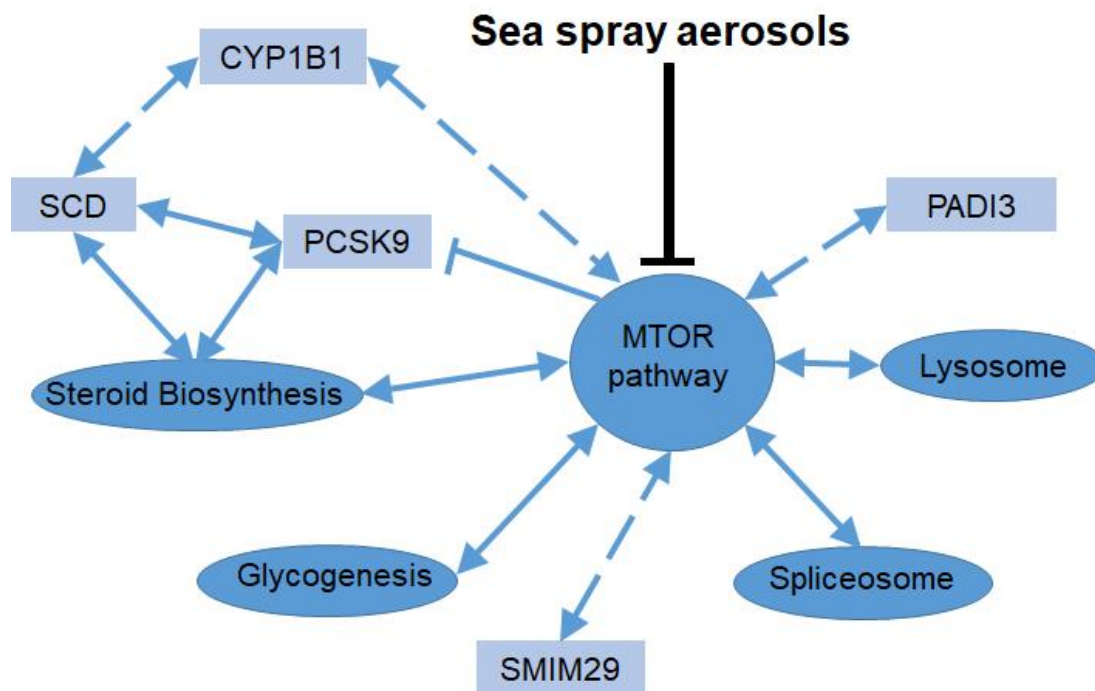 Sea spray aerosols
CYP1B1
SCD
PCSK9
PADI3
MTOR
pathway
Lysosome
Steroid Biosynthesis
Glycogenesis
Spliceosome
SMIM29